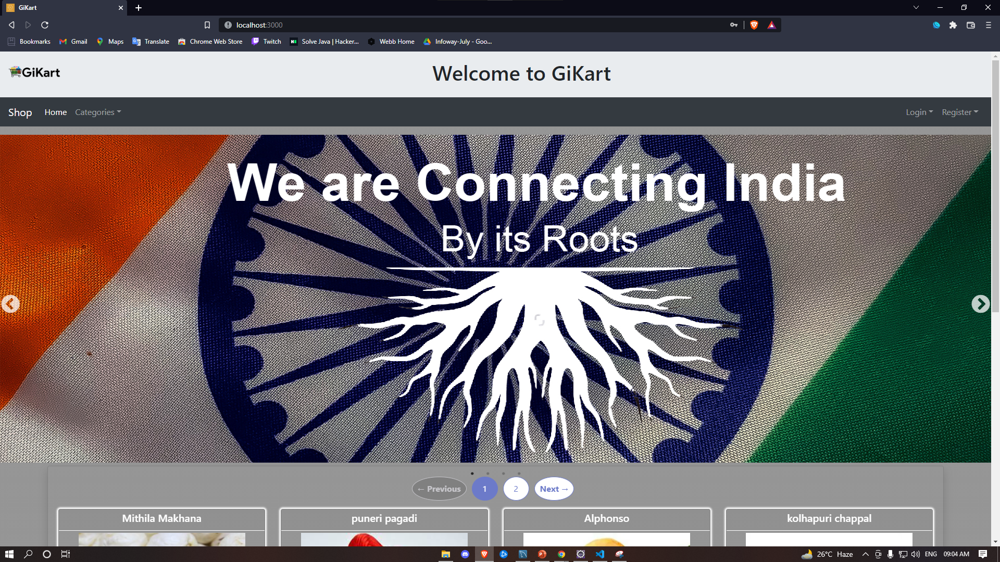 GiKart
localhost:3000
Bookmarks
Gmail
Maps
Translate
Chrome Web Store
Twitch
Solve Java | Hacker...
Webb Home
Infoway-July - Goo...
GiKart
Welcome to GiKart
Shop
Home
Categories
Login
Register
We are Connecting India
By its Roots
← Previous
1
2
Next →
Mithila Makhana
puneri pagadi
Alphonso
kolhapuri chappal
26°C Haze
ENG
09:04 AM